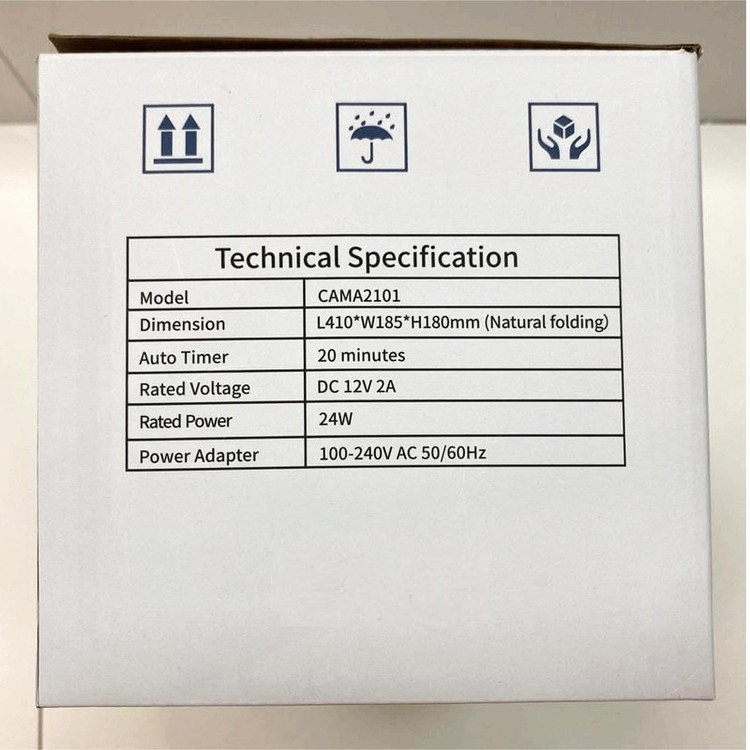 Technical Specification
Model CAMA2101
Dimension L410*W185*H180mm (Natural folding)
Auto Timer 20 minutes
Rated Voltage DC 12V 2A
Rated Power 24W
Power Adapter 100-240V AC 50/60Hz